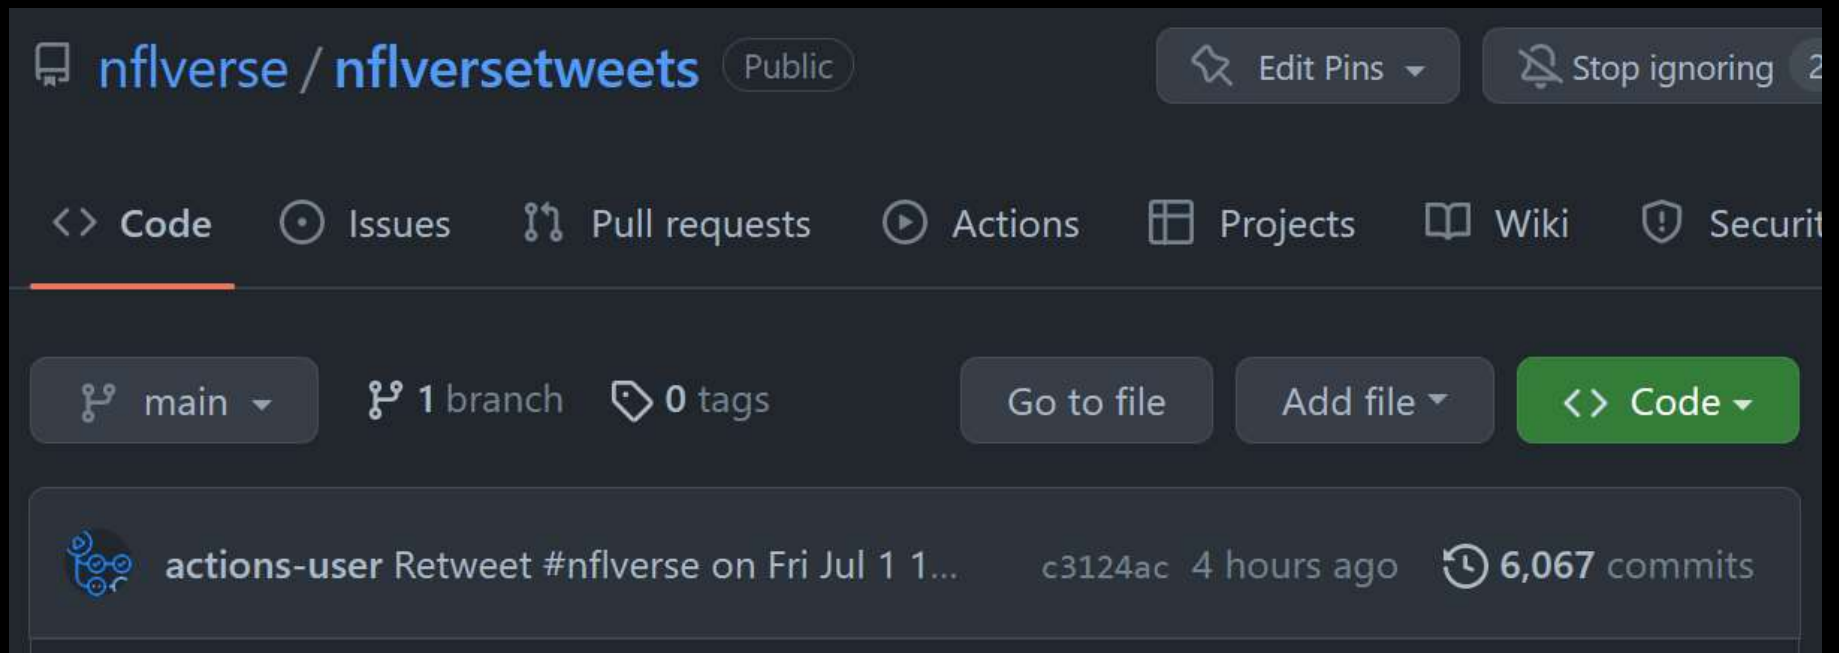 nflverse / nflversetweets Public Edit Pins Stop ignoring
Code Issues Pull requests Actions Projects Wiki Securit
main 1 branch 0 tags Go to file Add file Code
actions-user Retweet #nflverse on Fri Jul 1 1... c3124ac 4 hours ago 6,067 commits